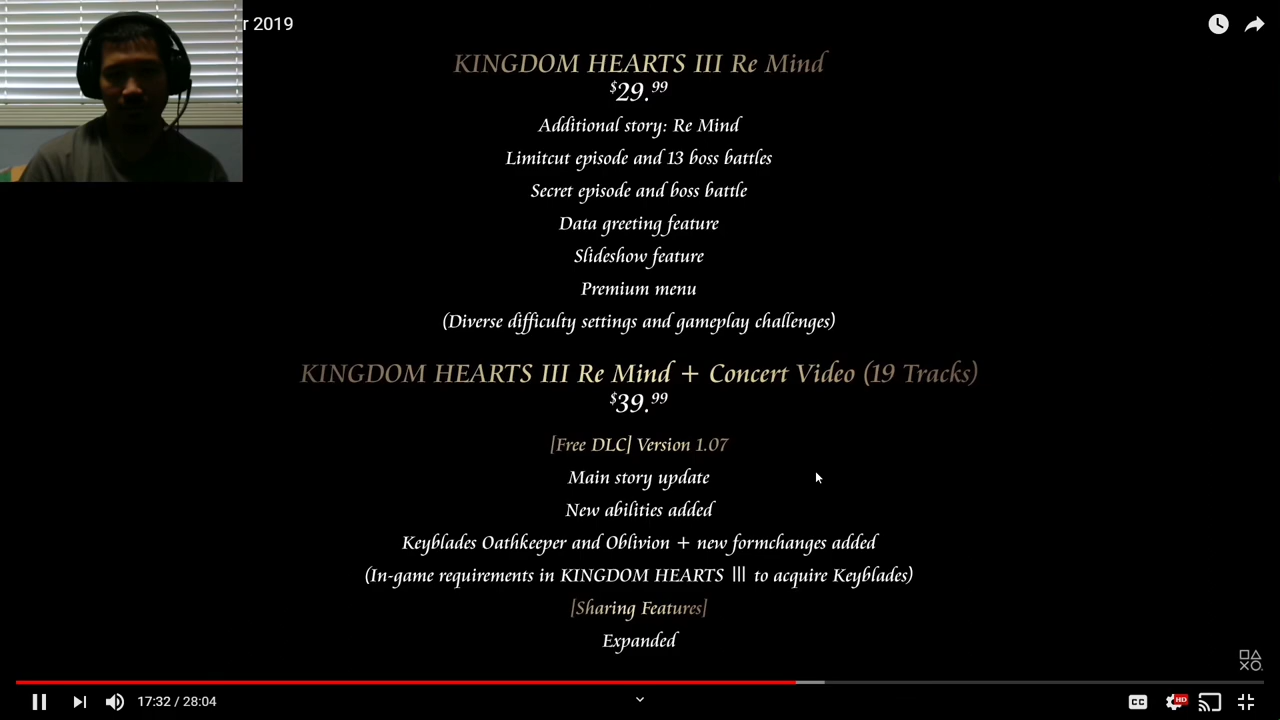 r 2019
KINGDOM HEARTS III Re Mind
$29.99
Additional story: Re Mind
Limitcut episode and 13 boss battles
Secret episode and boss battle
Data greeting feature
Slideshow feature
Premium menu
(Diverse difficulty settings and gameplay challenges)
KINGDOM HEARTS III Re Mind + Concert Video (19 Tracks)
$39.99
[Free DLC] Version 1.07
Main story update
New abilities added
Keyblades Oathkeeper and Oblivion + new formchanges added
(In-game requirements in KINGDOM HEARTS III to acquire Keyblades)
[Sharing Features]
Expanded
17:32 / 28:04
CC
HD